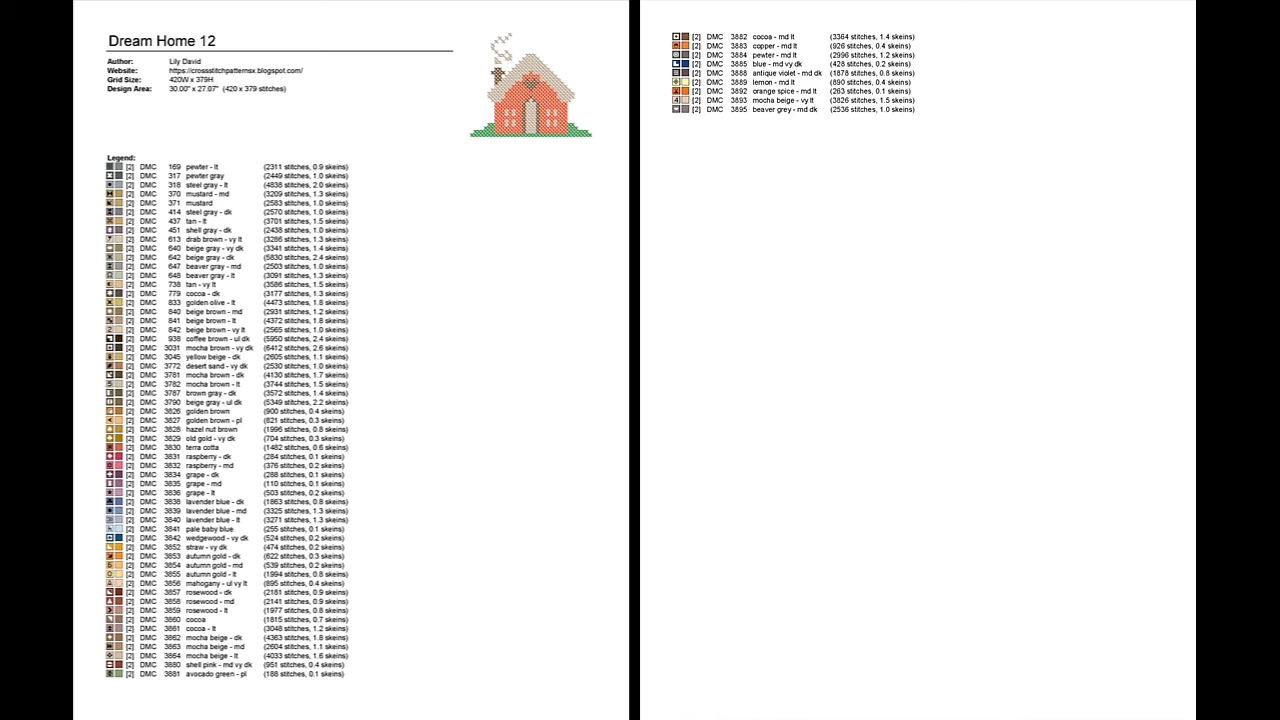 Dream Home 12
Author: Lily David
Website: https://crossstitchpatternsx.blogspot.com/
Grid Size: 420W x 379H
Design Area: 30.00" x 27.07" (420 x 379 stitches)
Legend:
[2] DMC 169 pewter - lt (2311 stitches, 0.9 skeins)
[2] DMC 317 pewter gray (2449 stitches, 1.0 skeins)
[2] DMC 318 steel gray - lt (4838 stitches, 2.0 skeins)
[2] DMC 370 mustard - md (3209 stitches, 1.3 skeins)
[2] DMC 371 mustard (2583 stitches, 1.0 skeins)
[2] DMC 414 steel gray - dk (2570 stitches, 1.0 skeins)
[2] DMC 437 tan - lt (3701 stitches, 1.5 skeins)
[2] DMC 451 shell gray - dk (2438 stitches, 1.0 skeins)
[2] DMC 613 drab brown - vy lt (3286 stitches, 1.3 skeins)
[2] DMC 640 beige gray - vy dk (3341 stitches, 1.4 skeins)
[2] DMC 642 beige gray - dk (5830 stitches, 2.4 skeins)
[2] DMC 647 beaver gray - md (2503 stitches, 1.0 skeins)
[2] DMC 648 beaver gray - lt (3091 stitches, 1.3 skeins)
[2] DMC 738 tan - vy lt (3586 stitches, 1.5 skeins)
[2] DMC 779 cocoa - dk (3177 stitches, 1.3 skeins)
[2] DMC 833 golden olive - lt (4473 stitches, 1.8 skeins)
[2] DMC 840 beige brown - md (2931 stitches, 1.2 skeins)
[2] DMC 841 beige brown - lt (4372 stitches, 1.8 skeins)
[2] DMC 842 beige brown - vy lt (2565 stitches, 1.0 skeins)
[2] DMC 938 coffee brown - ul dk (5950 stitches, 2.4 skeins)
[2] DMC 3031 mocha brown - vy dk (6412 stitches, 2.6 skeins)
[2] DMC 3045 yellow beige - dk (2605 stitches, 1.1 skeins)
[2] DMC 3772 desert sand - vy dk (2530 stitches, 1.0 skeins)
[2] DMC 3781 mocha brown - dk (4130 stitches, 1.7 skeins)
[2] DMC 3782 mocha brown - lt (3744 stitches, 1.5 skeins)
[2] DMC 3787 brown gray - dk (3572 stitches, 1.4 skeins)
[2] DMC 3790 beige gray - ul dk (5349 stitches, 2.2 skeins)
[2] DMC 3826 golden brown (900 stitches, 0.4 skeins)
[2] DMC 3827 golden brown - pl (821 stitches, 0.3 skeins)
[2] DMC 3828 hazel nut brown (1996 stitches, 0.8 skeins)
[2] DMC 3829 old gold - vy dk (704 stitches, 0.3 skeins)
[2] DMC 3830 terra cotta (1482 stitches, 0.6 skeins)
[2] DMC 3831 raspberry - dk (284 stitches, 0.1 skeins)
[2] DMC 3832 raspberry - md (376 stitches, 0.2 skeins)
[2] DMC 3834 grape - dk (288 stitches, 0.1 skeins)
[2] DMC 3835 grape - md (110 stitches, 0.1 skeins)
[2] DMC 3836 grape - lt (503 stitches, 0.2 skeins)
[2] DMC 3838 lavender blue - dk (1863 stitches, 0.8 skeins)
[2] DMC 3839 lavender blue - md (3325 stitches, 1.3 skeins)
[2] DMC 3840 lavender blue - lt (3271 stitches, 1.3 skeins)
[2] DMC 3841 pale baby blue (255 stitches, 0.1 skeins)
[2] DMC 3842 wedgewood - vy dk (524 stitches, 0.2 skeins)
[2] DMC 3852 straw - vy dk (474 stitches, 0.2 skeins)
[2] DMC 3853 autumn gold - dk (622 stitches, 0.3 skeins)
[2] DMC 3854 autumn gold - md (539 stitches, 0.2 skeins)
[2] DMC 3855 autumn gold - lt (1994 stitches, 0.8 skeins)
[2] DMC 3856 mahogany - ul vy lt (895 stitches, 0.4 skeins)
[2] DMC 3857 rosewood - dk (2181 stitches, 0.9 skeins)
[2] DMC 3858 rosewood - md (2141 stitches, 0.9 skeins)
[2] DMC 3859 rosewood - lt (1977 stitches, 0.8 skeins)
[2] DMC 3860 cocoa (1815 stitches, 0.7 skeins)
[2] DMC 3861 cocoa - lt (3048 stitches, 1.2 skeins)
[2] DMC 3862 mocha beige - dk (4363 stitches, 1.8 skeins)
[2] DMC 3863 mocha beige - md (2604 stitches, 1.1 skeins)
[2] DMC 3864 mocha beige - lt (4033 stitches, 1.6 skeins)
[2] DMC 3880 shell pink - md vy dk (951 stitches, 0.4 skeins)
[2] DMC 3881 avocado green - pl (188 stitches, 0.1 skeins)
[2] DMC 3882 cocoa - md lt (3364 stitches, 1.4 skeins)
[2] DMC 3883 copper - md lt (926 stitches, 0.4 skeins)
[2] DMC 3884 pewter - md lt (2996 stitches, 1.2 skeins)
[2] DMC 3885 blue - md vy dk (428 stitches, 0.2 skeins)
[2] DMC 3888 antique violet - md dk (1878 stitches, 0.8 skeins)
[2] DMC 3889 lemon - md lt (890 stitches, 0.4 skeins)
[2] DMC 3892 orange spice - md lt (263 stitches, 0.1 skeins)
[2] DMC 3893 mocha beige - vy lt (3826 stitches, 1.5 skeins)
[2] DMC 3895 beaver grey - md dk (2536 stitches, 1.0 skeins)